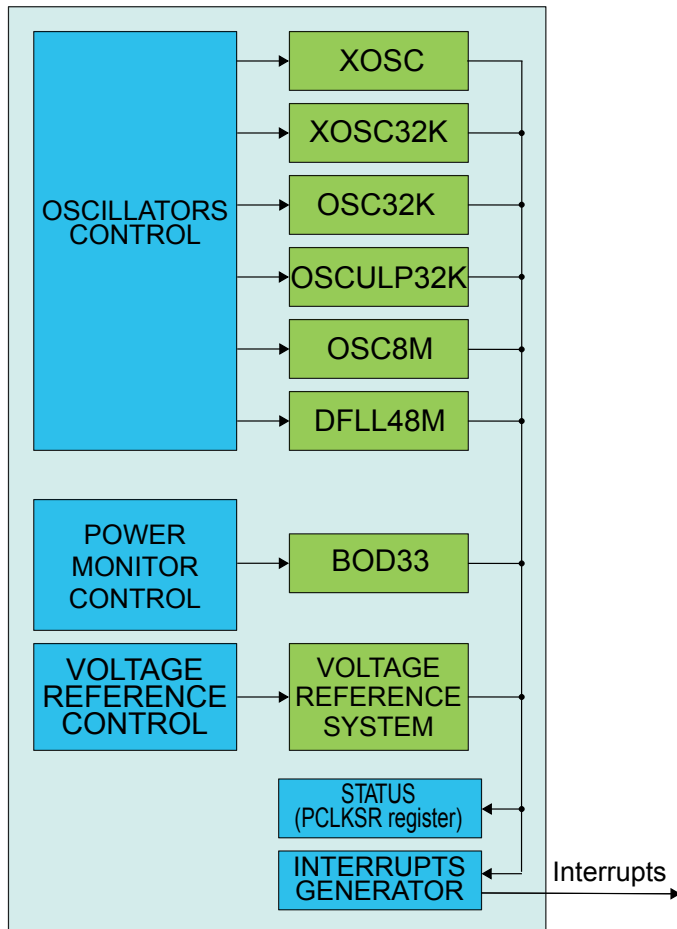 OSCILLATORS
CONTROL
XOSC
XOSC32K
OSC32K
OSCULP32K
OSC8M
DFLL48M
POWER
MONITOR
CONTROL
BOD33
VOLTAGE
REFERENCE
CONTROL
VOLTAGE
REFERENCE
SYSTEM
STATUS
(PCLKSR register)
INTERRUPTS
GENERATOR
Interrupts